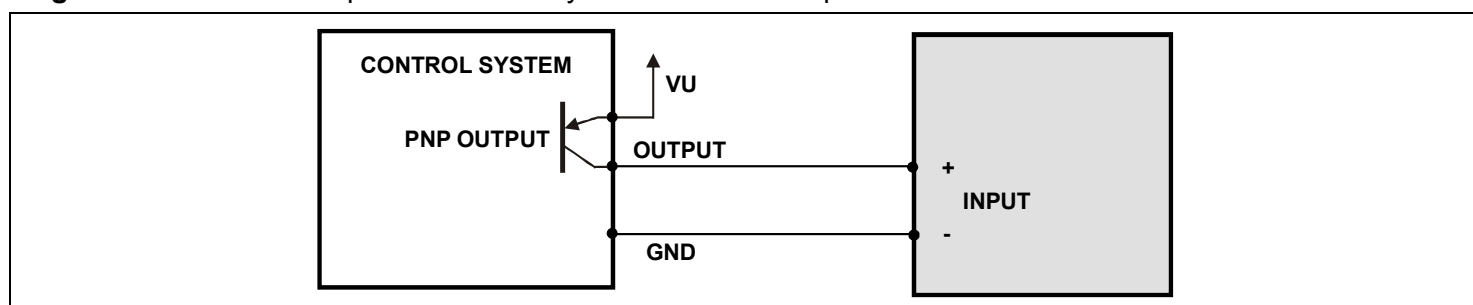 CONTROL SYSTEM
VU
PNP OUTPUT
OUTPUT
+
INPUT
-
GND